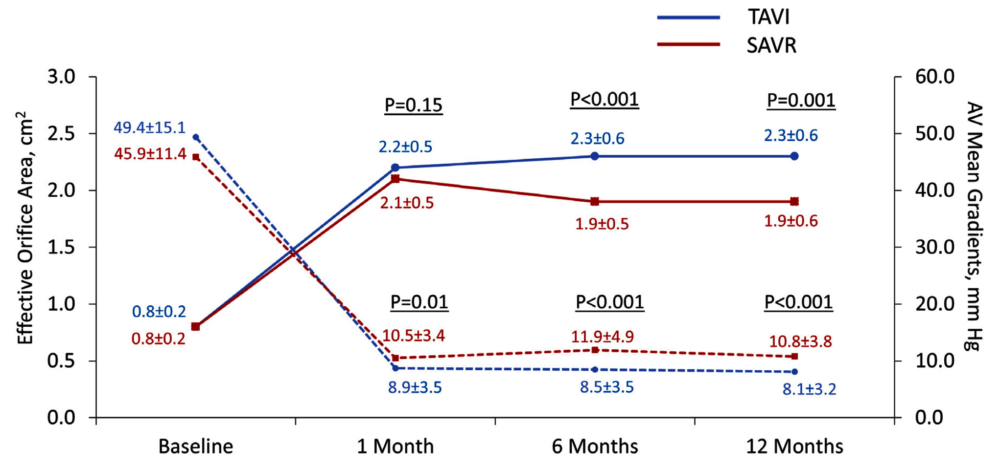 TAVI
SAVR
3.0
2.5
2.0
1.5
1.0
0.5
0.0
Effective Orifice Area, cm²
60.0
50.0
40.0
30.0
20.0
10.0
0.0
AV Mean Gradients, mm Hg
P=0.15
P<0.001
P=0.001
49.4±15.1
45.9±11.4
2.2±0.5
2.3±0.6
2.3±0.6
2.1±0.5
1.9±0.5
1.9±0.6
0.8±0.2
0.8±0.2
P=0.01
P<0.001
P<0.001
10.5±3.4
11.9±4.9
10.8±3.8
8.9±3.5
8.5±3.5
8.1±3.2
Baseline
1 Month
6 Months
12 Months